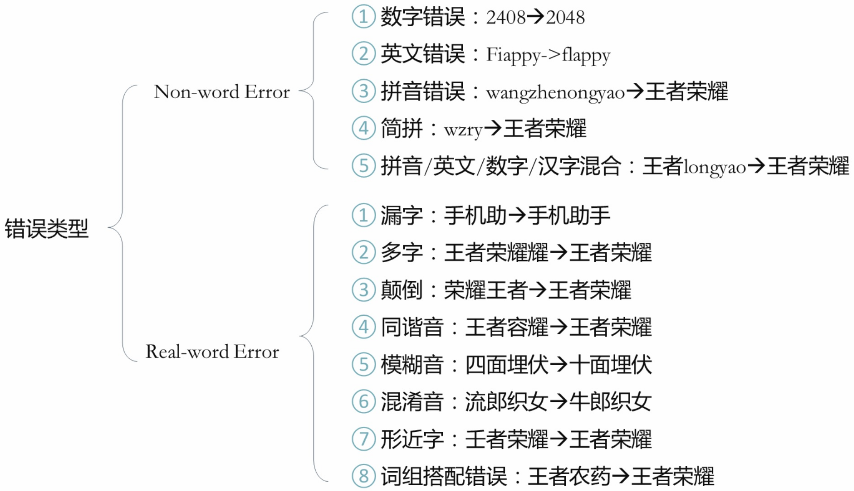 错误类型
Non-word Error
① 数字错误：2408→2048
② 英文错误：Fiappy->flappy
③ 拼音错误：wangzhenongyao→王者荣耀
④ 简拼：wzry→王者荣耀
⑤ 拼音/英文/数字/汉字混合：王者longyao→王者荣耀
Real-word Error
① 漏字：手机助→手机助手
② 多字：王者荣耀耀→王者荣耀
③ 颠倒：荣耀王者→王者荣耀
④ 同谐音：王者容耀→王者荣耀
⑤ 模糊音：四面埋伏→十面埋伏
⑥ 混淆音：流郎织女→牛郎织女
⑦ 形近字：壬者荣耀→王者荣耀
⑧ 词组搭配错误：王者农药→王者荣耀